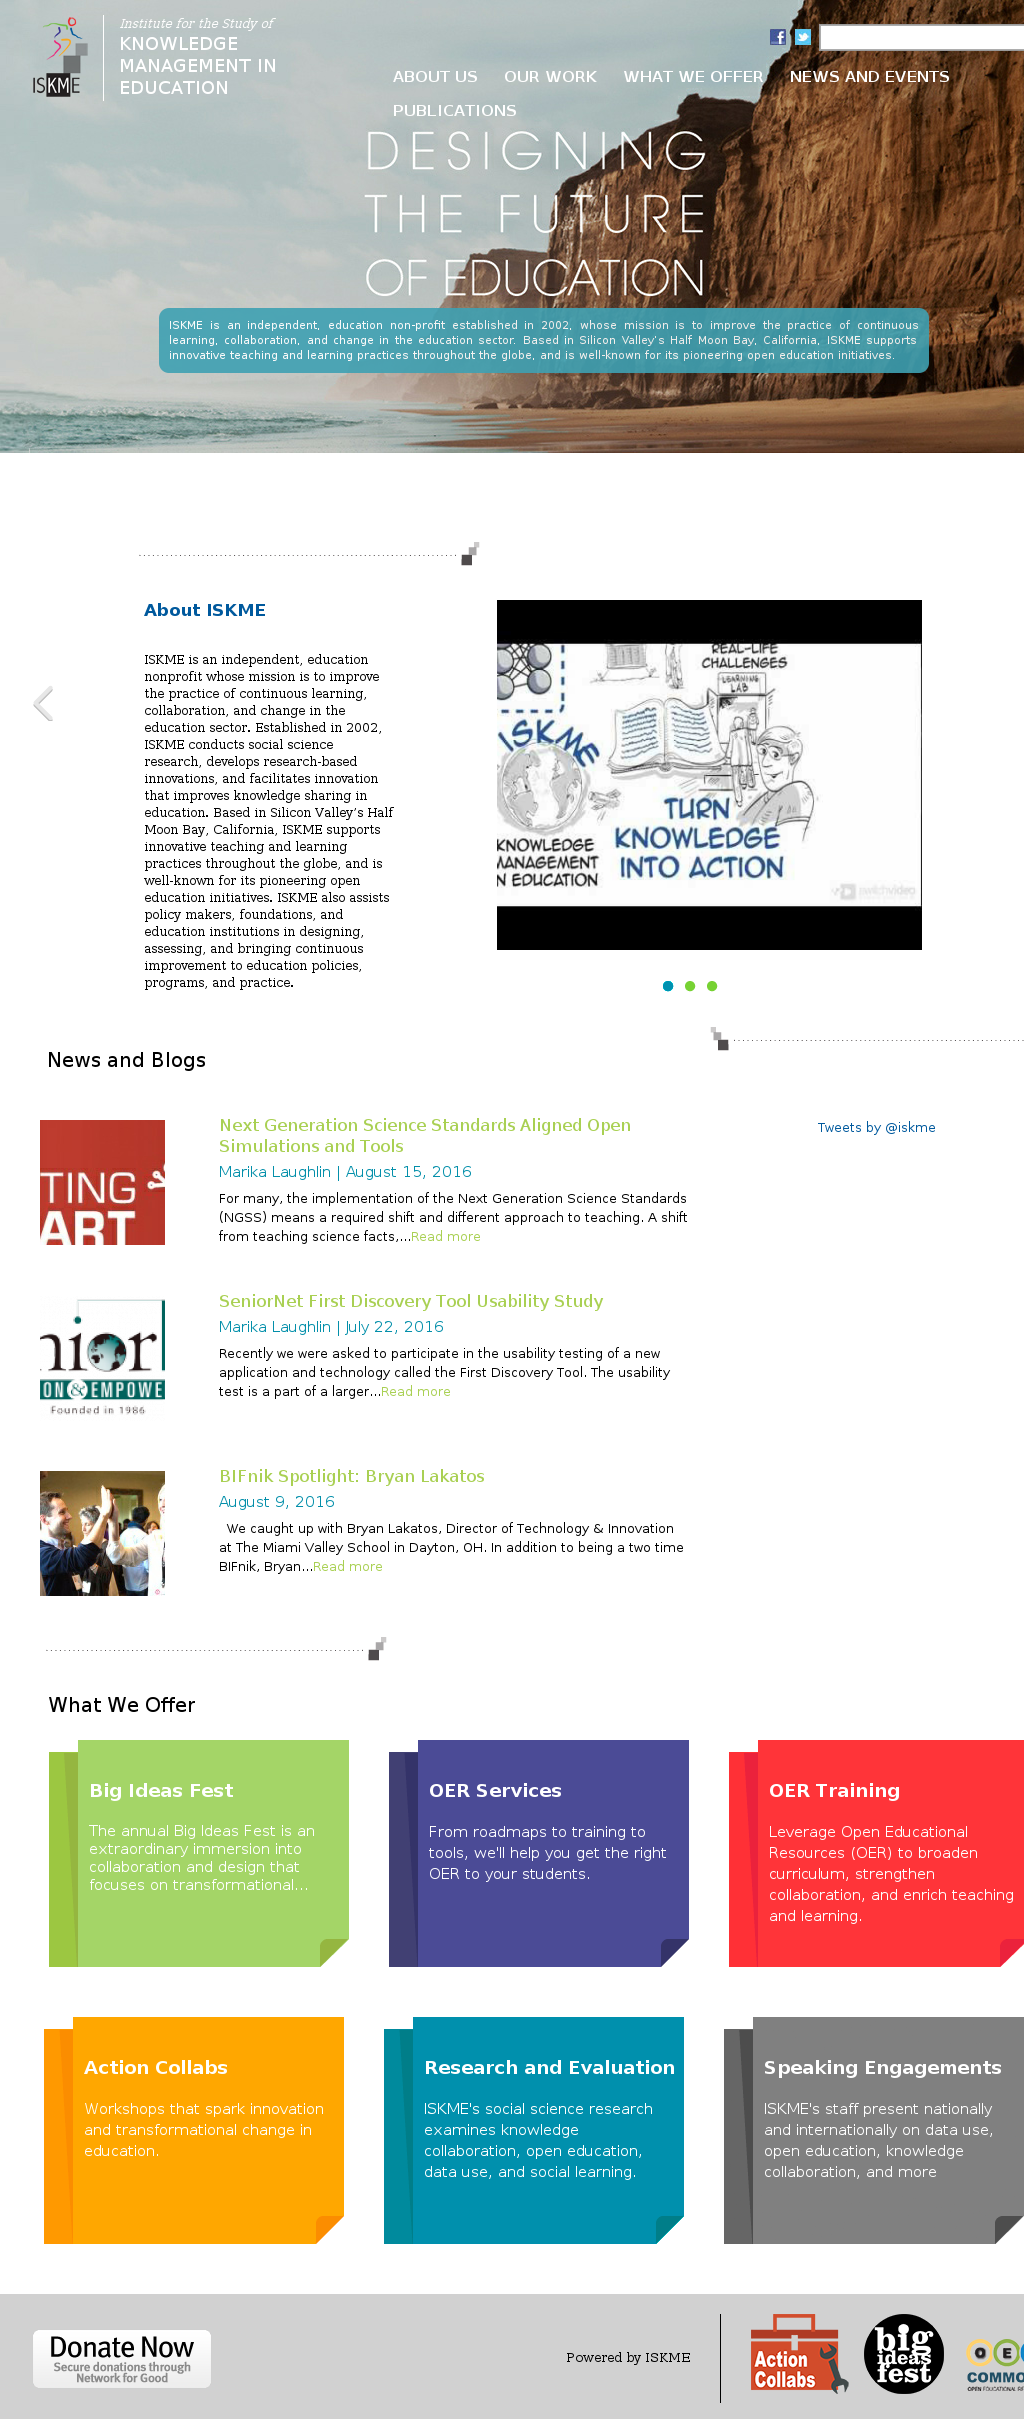 Institute for the Study of
KNOWLEDGE
MANAGEMENT IN
EDUCATION
ISKME
ABOUT US OUR WORK WHAT WE OFFER NEWS AND EVENTS
PUBLICATIONS
DESIGNING
THE FUTURE
OF EDUCATION
ISKME is an independent, education non-profit established in 2002, whose mission is to improve the practice of continuous
learning, collaboration, and change in the education sector. Based in Silicon Valley's Half Moon Bay, California, ISKME supports
innovative teaching and learning practices throughout the globe, and is well-known for its pioneering open education initiatives.
About ISKME
ISKME is an independent, education
nonprofit whose mission is to improve
the practice of continuous learning,
collaboration, and change in the
education sector. Established in 2002,
ISKME conducts social science
research, develops research-based
innovations, and facilitates innovation
that improves knowledge sharing in
education. Based in Silicon Valley's Half
Moon Bay, California, ISKME supports
innovative teaching and learning
practices throughout the globe, and is
well-known for its pioneering open
education initiatives. ISKME also assists
policy makers, foundations, and
education institutions in designing,
assessing, and bringing continuous
improvement to education policies,
programs, and practice.
REAL-LIFE
CHALLENGES
LEARNING
LAB
ISKME
KNOWLEDGE
MANAGEMENT
N EDUCATION
TURN
KNOWLEDGE
INTO ACTION
switchvideo
News and Blogs
TING
ART
Next Generation Science Standards Aligned Open
Simulations and Tools
Marika Laughlin | August 15, 2016
For many, the implementation of the Next Generation Science Standards
(NGSS) means a required shift and different approach to teaching. A shift
from teaching science facts,...Read more
Tweets by @iskme
nior
ON & EMPOWE
Founded in 1986
SeniorNet First Discovery Tool Usability Study
Marika Laughlin | July 22, 2016
Recently we were asked to participate in the usability testing of a new
application and technology called the First Discovery Tool. The usability
test is a part of a larger...Read more
BIFnik Spotlight: Bryan Lakatos
August 9, 2016
We caught up with Bryan Lakatos, Director of Technology & Innovation
at The Miami Valley School in Dayton, OH. In addition to being a two time
BIFnik, Bryan...Read more
What We Offer
Big Ideas Fest
The annual Big Ideas Fest is an
extraordinary immersion into
collaboration and design that
focuses on transformational...
OER Services
From roadmaps to training to
tools, we'll help you get the right
OER to your students.
OER Training
Leverage Open Educational
Resources (OER) to broaden
curriculum, strengthen
collaboration, and enrich teaching
and learning.
Action Collabs
Workshops that spark innovation
and transformational change in
education.
Research and Evaluation
ISKME's social science research
examines knowledge
collaboration, open education,
data use, and social learning.
Speaking Engagements
ISKME's staff present nationally
and internationally on data use,
open education, knowledge
collaboration, and more
Donate Now
Secure donations through
Network for Good
Powered by ISKME
Action
Collabs
big
ideas
fest
OE
COMMO
OPEN EDUCATIONAL RE